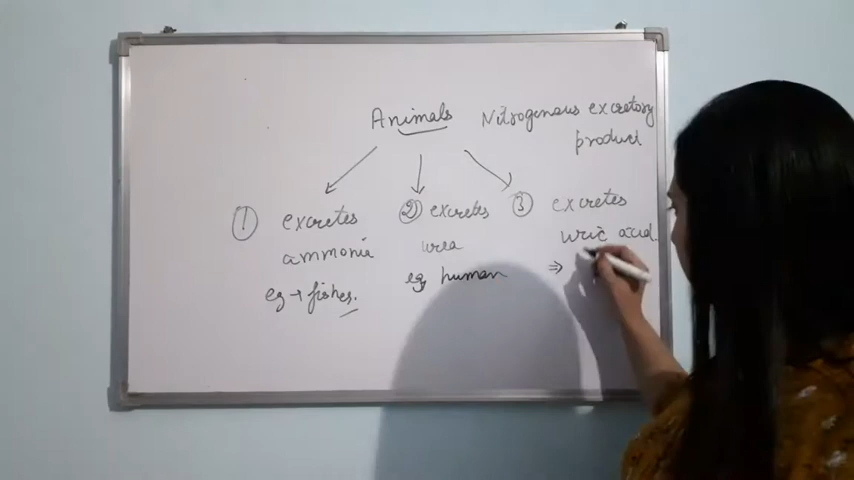 Animals
Nitrogenous excretory
product
① excretes
ammonia
eg → fishes.
② excretes
urea
eg human
③ excretes
uric acid
⇒